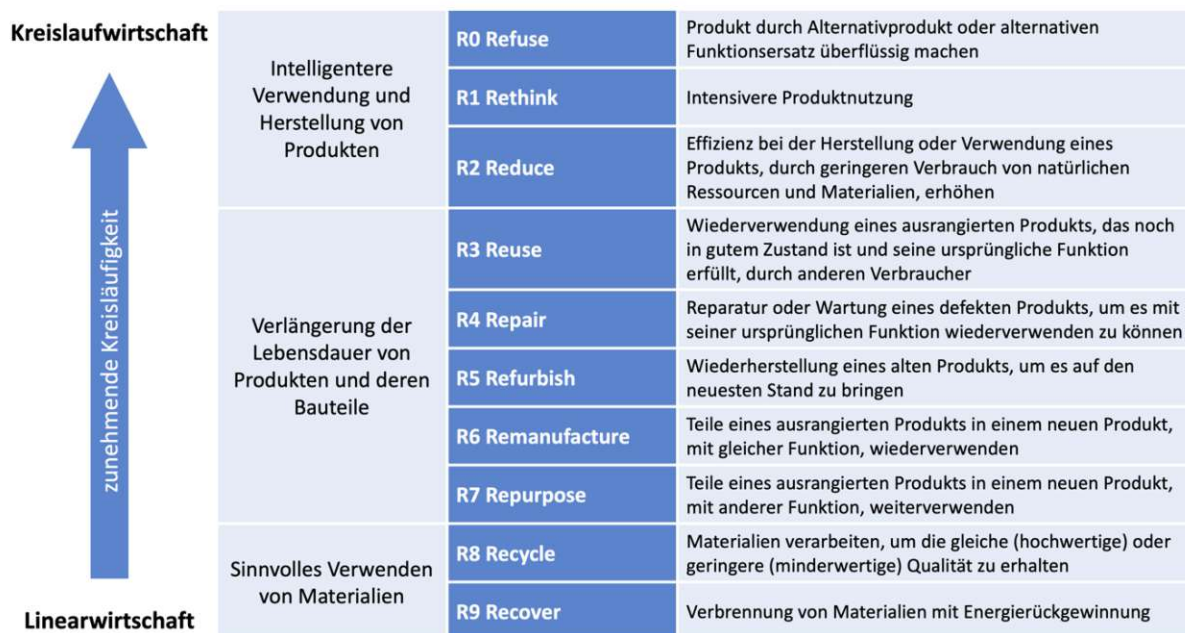 Kreislaufwirtschaft
zunehmende Kreisläufigkeit
Linearwirtschaft
Intelligentere
Verwendung und
Herstellung von
Produkten
R0 Refuse
Produkt durch Alternativprodukt oder alternativen
Funktionsersatz überflüssig machen
R1 Rethink
Intensivere Produktnutzung
R2 Reduce
Effizienz bei der Herstellung oder Verwendung eines
Produkts, durch geringeren Verbrauch von natürlichen
Ressourcen und Materialien, erhöhen
Verlängerung der
Lebensdauer von
Produkten und deren
Bauteile
R3 Reuse
Wiederverwendung eines ausrangierten Produkts, das noch
in gutem Zustand ist und seine ursprüngliche Funktion
erfüllt, durch anderen Verbraucher
R4 Repair
Reparatur oder Wartung eines defekten Produkts, um es mit
seiner ursprünglichen Funktion wiederverwenden zu können
R5 Refurbish
Wiederherstellung eines alten Produkts, um es auf den
neuesten Stand zu bringen
R6 Remanufacture
Teile eines ausrangierten Produkts in einem neuen Produkt,
mit gleicher Funktion, wiederverwenden
R7 Repurpose
Teile eines ausrangierten Produkts in einem neuen Produkt,
mit anderer Funktion, weiterverwenden
Sinnvolles Verwenden
von Materialien
R8 Recycle
Materialien verarbeiten, um die gleiche (hochwertige) oder
geringere (minderwertige) Qualität zu erhalten
R9 Recover
Verbrennung von Materialien mit Energierückgewinnung